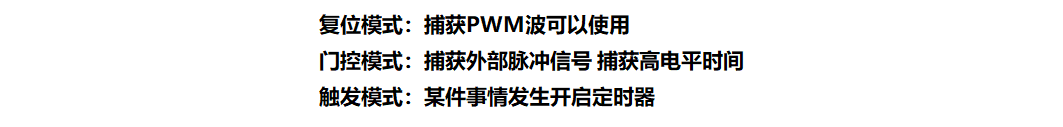 复位模式：捕获PWM波可以使用
门控模式：捕获外部脉冲信号 捕获高电平时间
触发模式：某件事情发生开启定时器